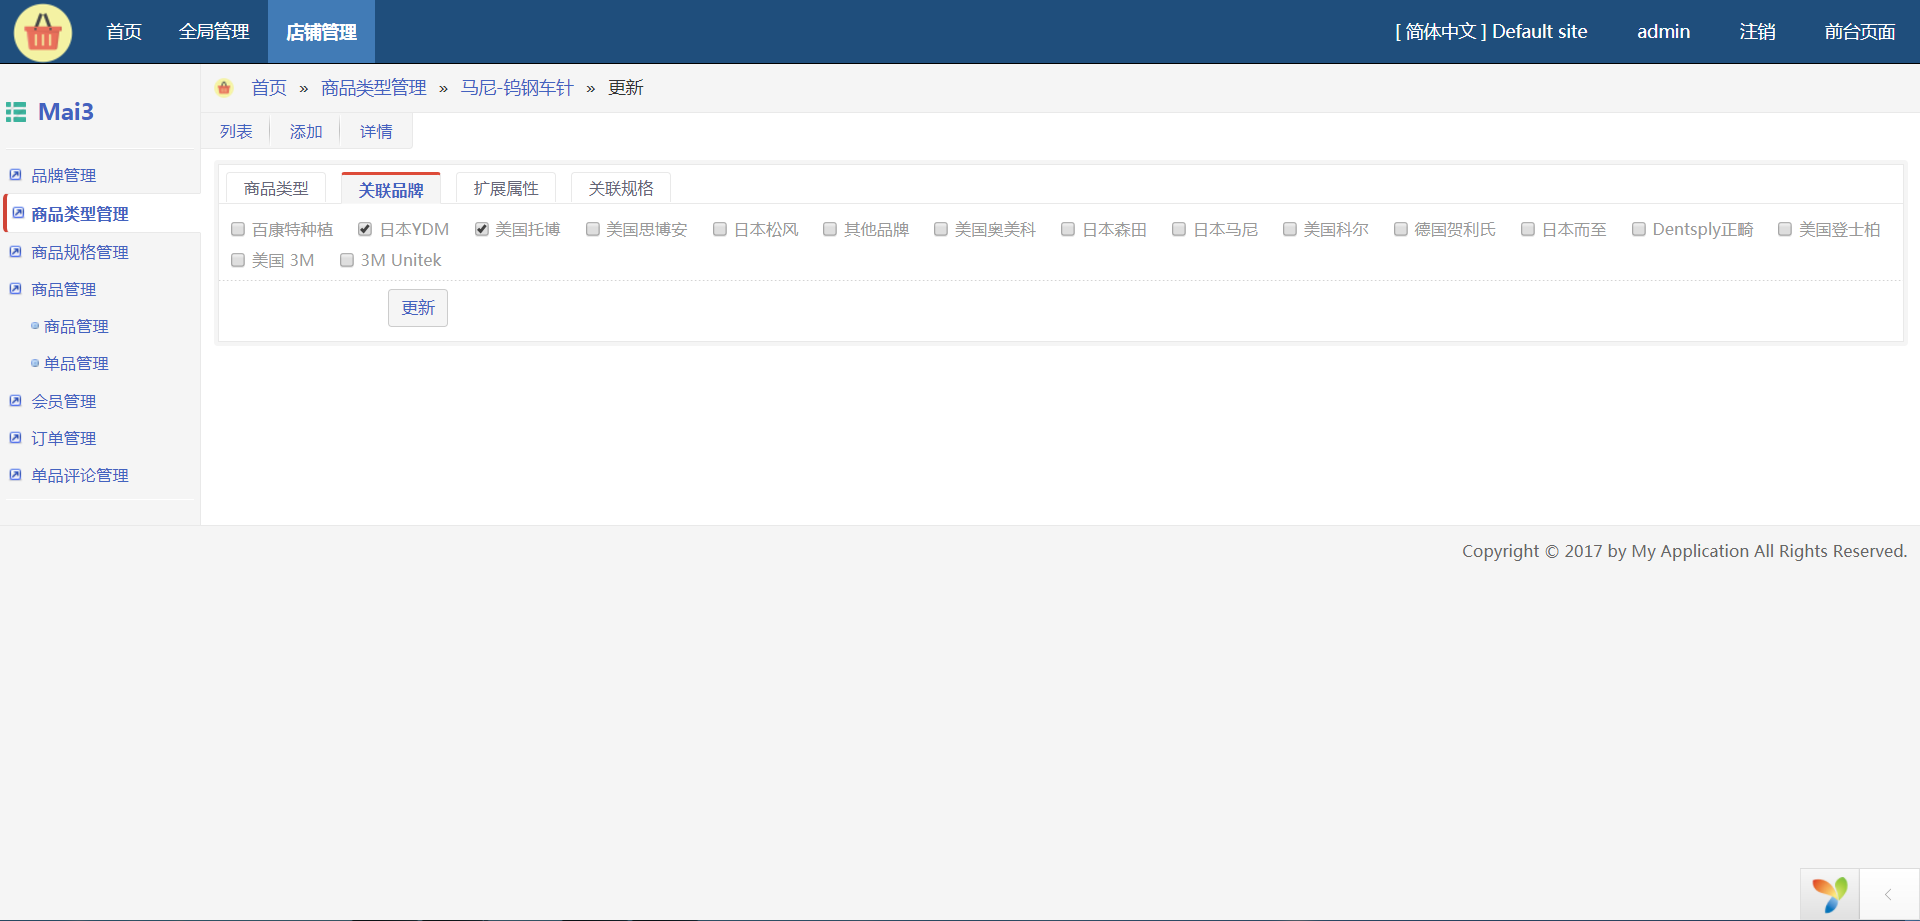 首页 全局管理 店铺管理 [ 简体中文 ] Default site admin 注销 前台页面
Mai3
品牌管理
商品类型管理
商品规格管理
商品管理
商品管理
单品管理
会员管理
订单管理
单品评论管理
首页 » 商品类型管理 » 马尼-钨钢车针 » 更新
列表 添加 详情
商品类型 关联品牌 扩展属性 关联规格
百康特种植 日本YDM 美国托博 美国思博安 日本松风 其他品牌 美国奥美科 日本森田 日本马尼 美国科尔 德国贺利氏 日本而至 Dentsply正畸 美国登士柏
美国 3M 3M Unitek
更新
Copyright © 2017 by My Application All Rights Reserved.